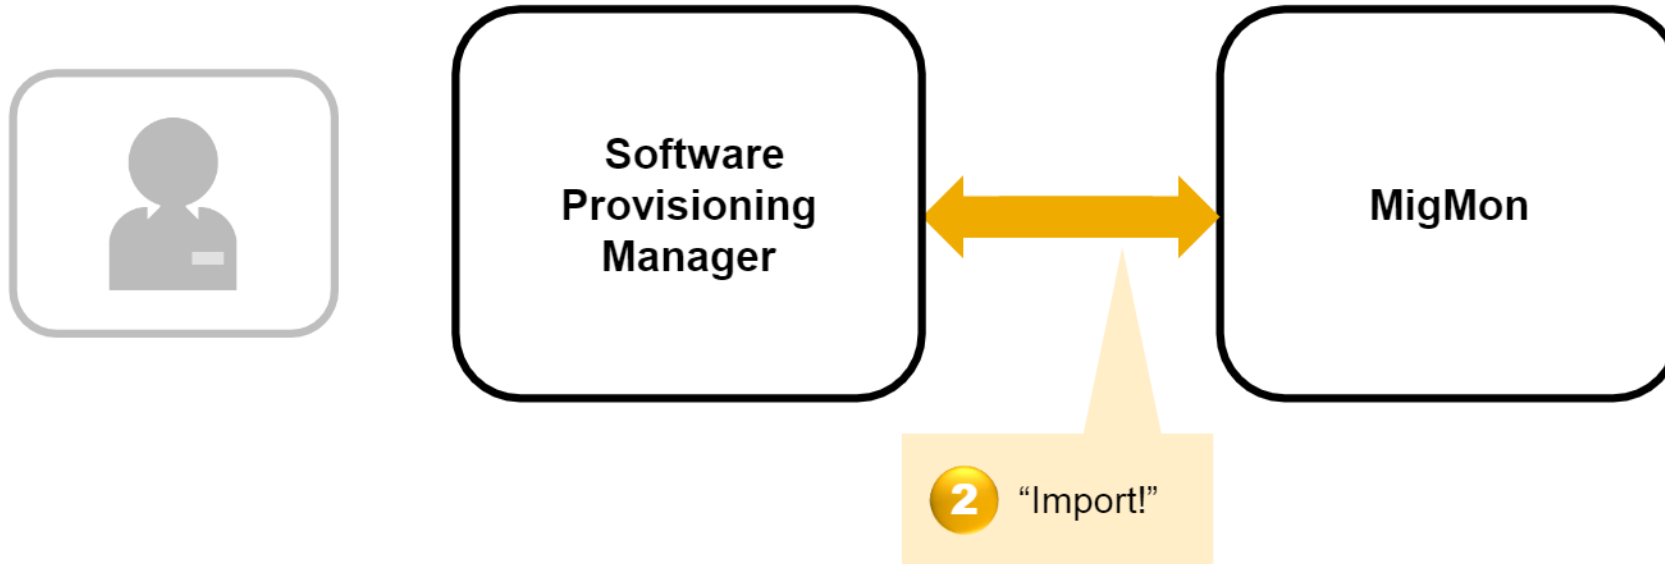 Software
Provisioning
Manager
MigMon
2 “Import!”